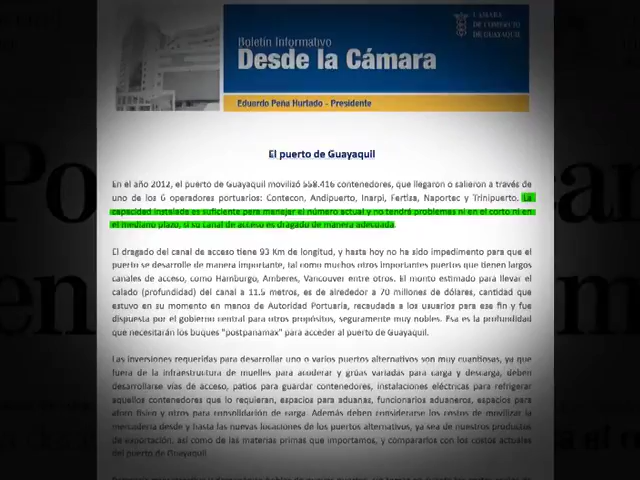 CÁMARA
DE COMERCIO
DE GUAYAQUIL
Boletín Informativo
Desde la Cámara
Eduardo Peña Hurtado - Presidente
El puerto de Guayaquil
En el año 2012, el puerto de Guayaquil movilizó 558.416 contenedores, que llegaron o salieron a través de
uno de los 6 operadores portuarios: Contecon, Andipuerto, Inarpi, Fertisa, Naportec y Trinipuerto. La
capacidad instalada es suficiente para manejar el número actual y no tendrá problemas ni en el corto ni en
el mediano plazo, si su canal de acceso es dragado de manera adecuada.
El dragado del canal de acceso tiene 93 Km de longitud, y hasta hoy no ha sido impedimento para que el
puerto se desarrolle de manera importante, tal como muchos otros importantes puertos que tienen largos
canales de acceso, como Hamburgo, Amberes, Vancouver entre otros. El monto estimado para llevar el
calado (profundidad) del canal a 11.5 metros, es de alrededor a 70 millones de dólares, cantidad que
estuvo en su momento en manos de Autoridad Portuaria, recaudada a los usuarios para ese fin y fue
dispuesta por el gobierno central para otros propósitos, seguramente muy nobles. Esa es la profundidad
que necesitarán los buques "postpanamax" para acceder al puerto de Guayaquil.
Las inversiones requeridas para desarrollar uno o varios puertos alternativos son muy cuantiosas, ya que
fuera de la infraestructura de muelles para acoderar y grúas variadas para carga y descarga, deben
desarrollarse vías de acceso, patios para guardar contenedores, instalaciones eléctricas para refrigerar
aquellos contenedores que lo requieran, espacios para aduanas, funcionarios aduaneros, espacios para
aforo físico y otros para consolidación de carga. Además deben considerarse los costos de movilizar la
mercadería desde y hasta las nuevas locaciones de los puertos alternativos, ya sea de nuestros productos
de exportación, así como de las materias primas que importamos, y compararlos con los costos actuales
del puerto de Guayaquil.